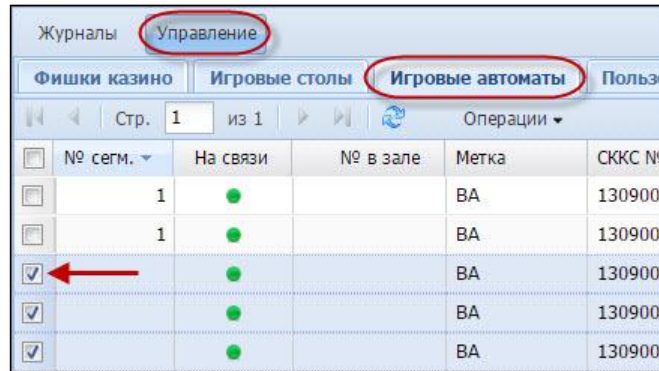 Журналы Управление
Фишки казино Игровые столы Игровые автоматы Пользо
Стр. 1 из 1 Операции
№ сегм. На связи № в зале Метка СККС №
1 ВА 130900
1 ВА 130900
ВА 130900
ВА 130900
ВА 130900